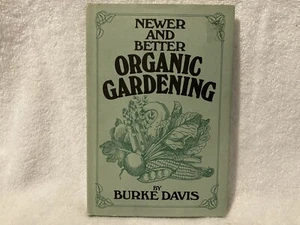 NEWER
AND
BETTER
ORGANIC
GARDENING
BY
BURKE DAVIS